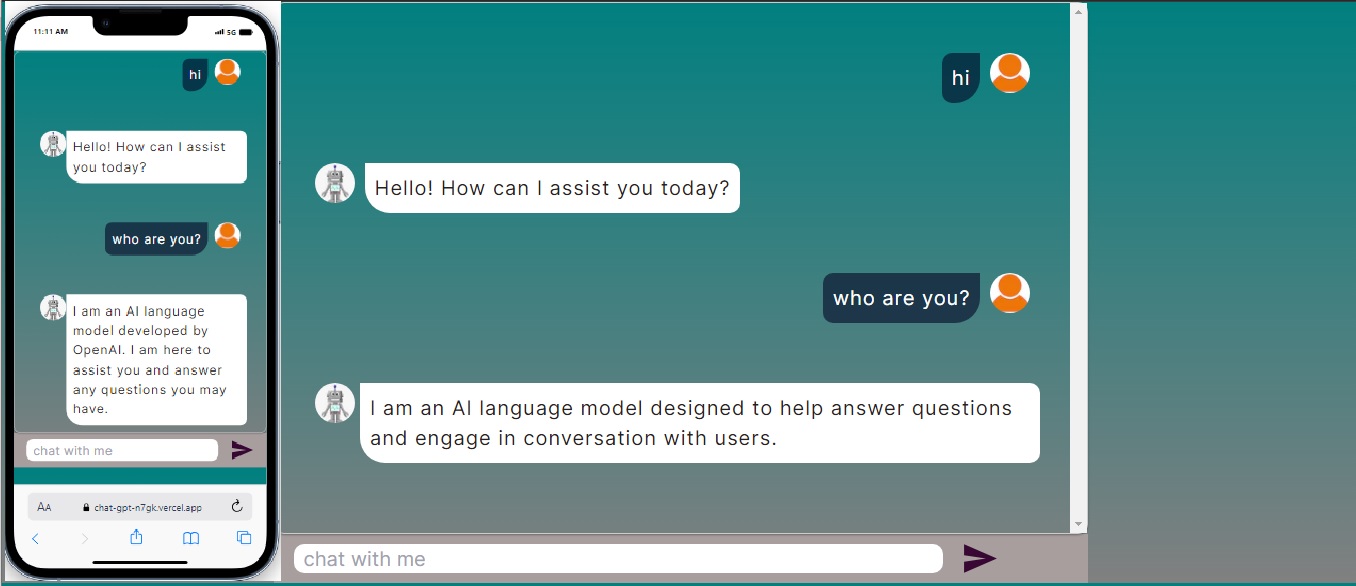 11:11 AM
5G
hi
Hello! How can I assist
you today?
who are you?
I am an AI language
model developed by
OpenAI. I am here to
assist you and answer
any questions you may
have.
chat with me
AA
chat-gpt-n7gk.vercel.app
hi
Hello! How can I assist you today?
who are you?
I am an AI language model designed to help answer questions
and engage in conversation with users.
chat with me